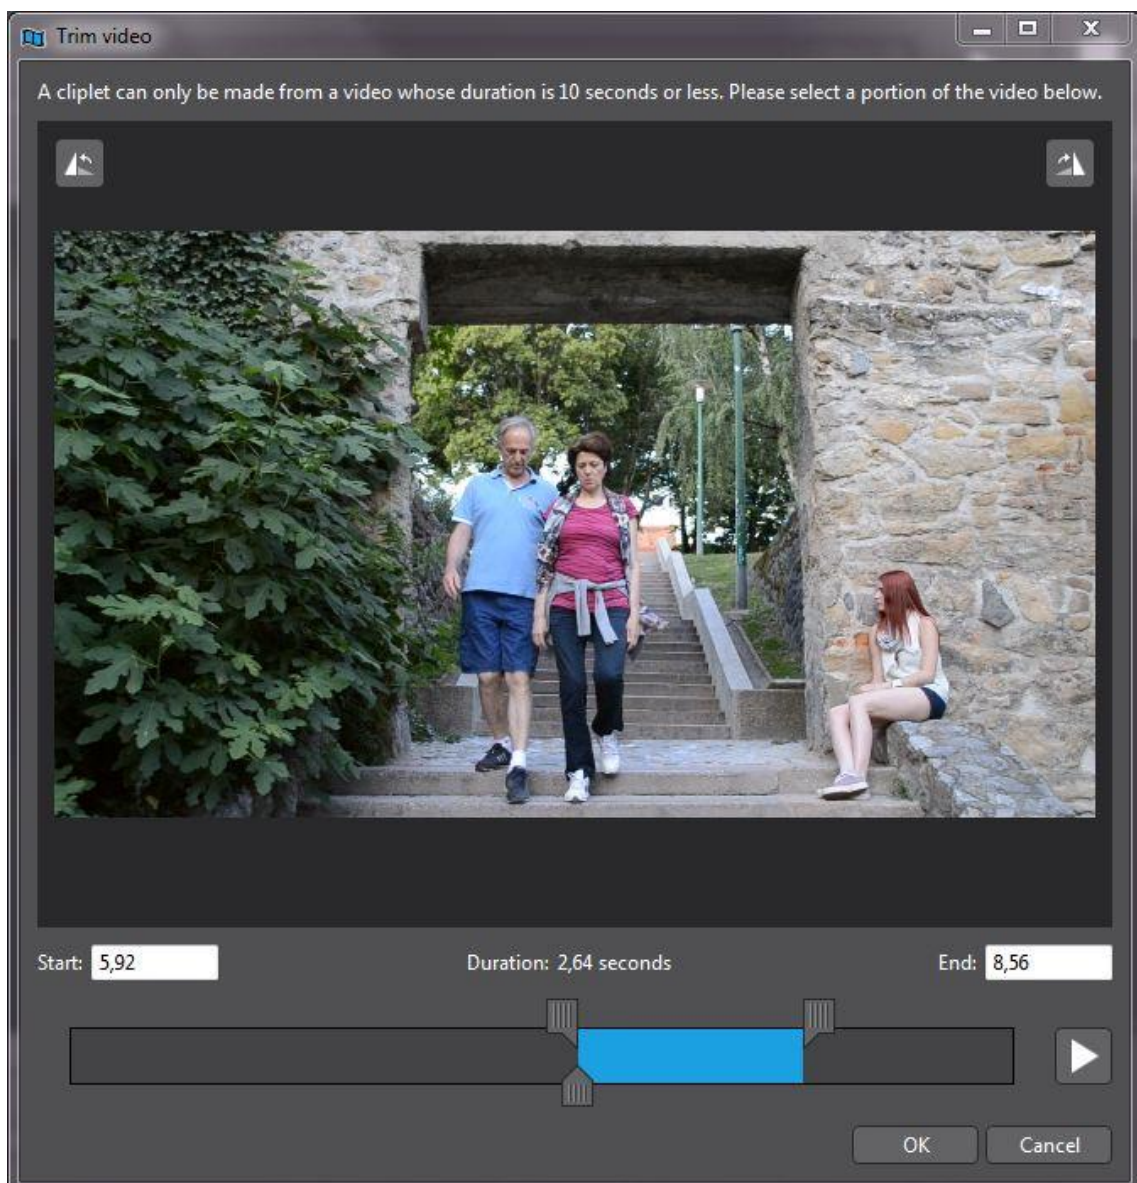 Trim video
A cliplet can only be made from a video whose duration is 10 seconds or less. Please select a portion of the video below.
Start: 5,92 Duration: 2,64 seconds End: 8,56
OK Cancel